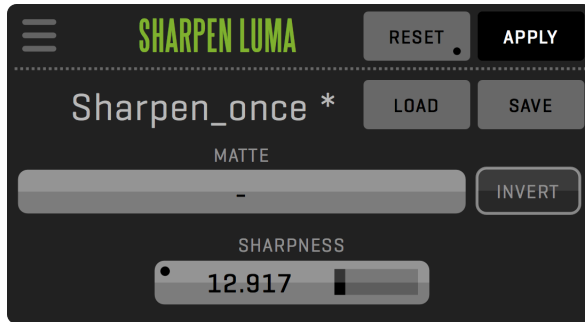 SHARPEN LUMA RESET APPLY
Sharpen_once * LOAD SAVE
MATTE
- INVERT
SHARPNESS
12.917